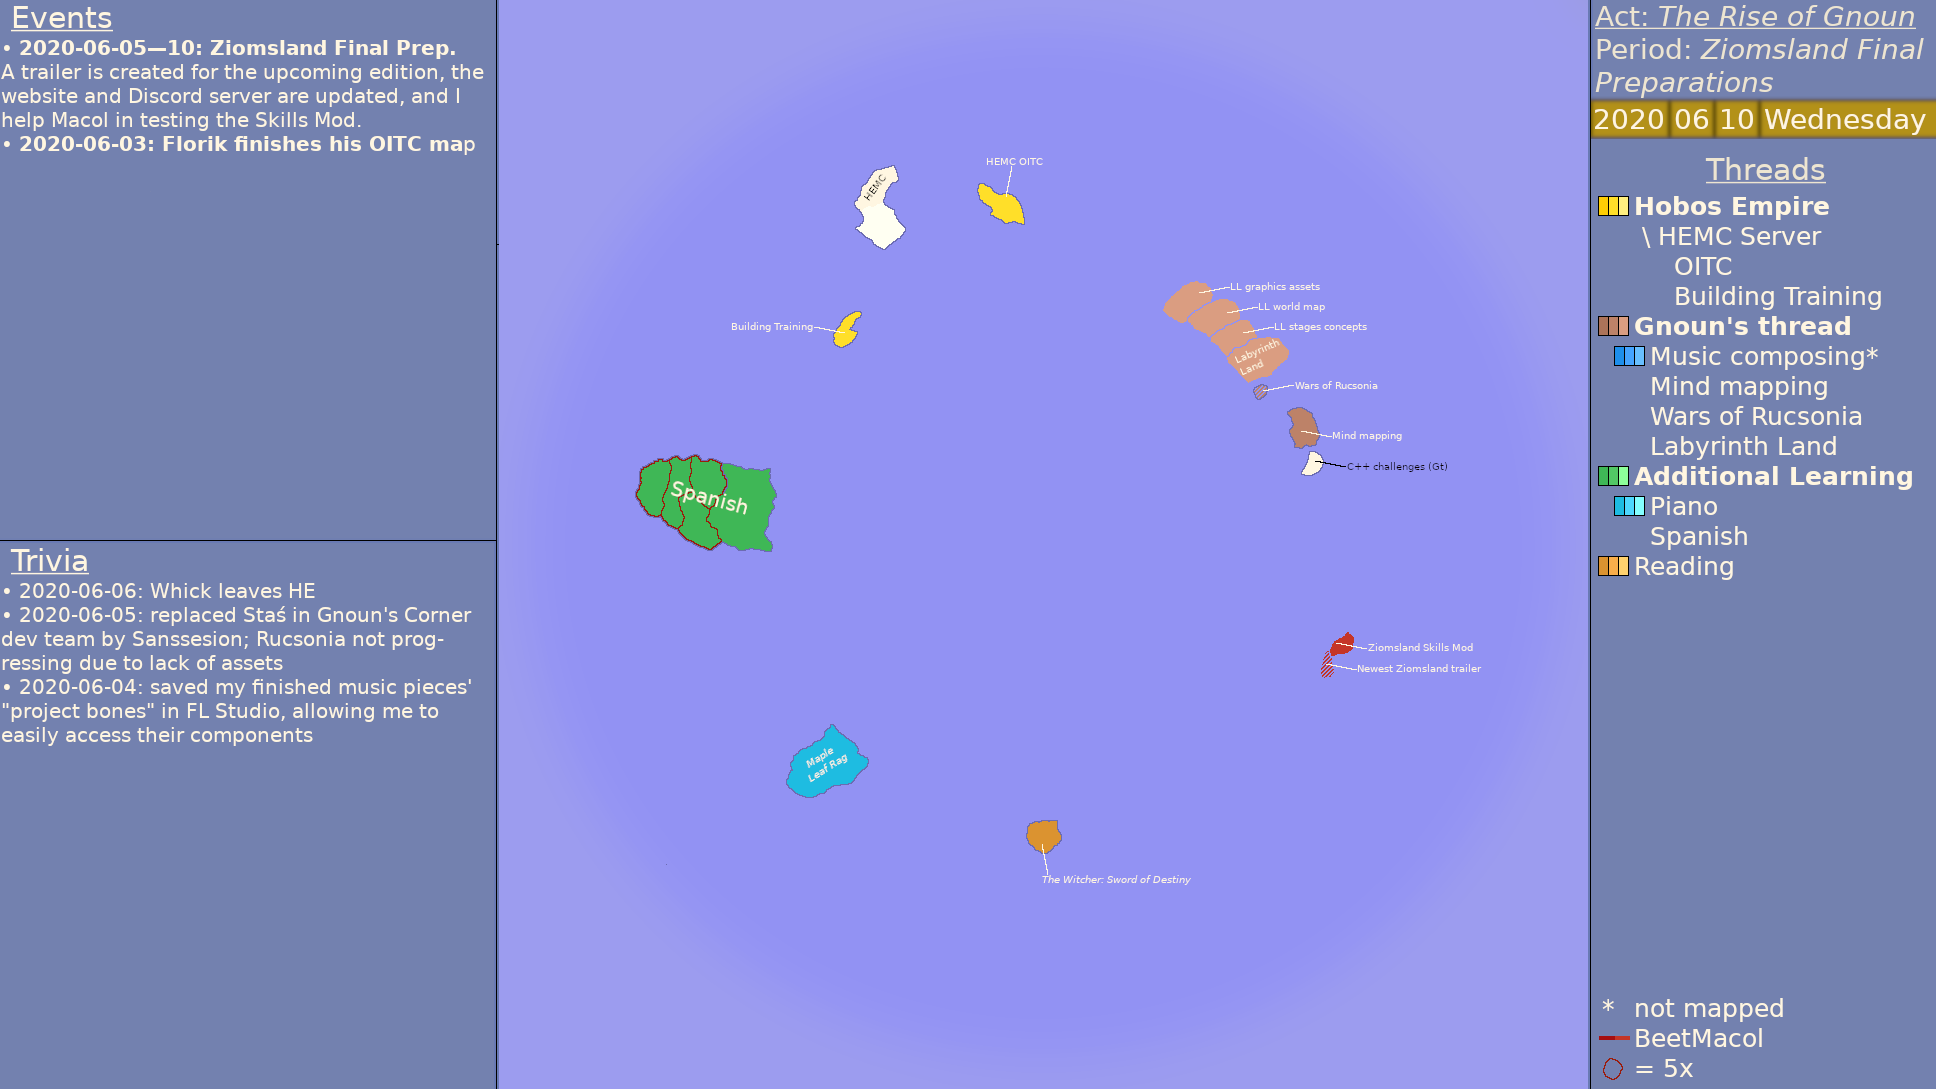 Events
• 2020-06-05—10: Ziomsland Final Prep.
A trailer is created for the upcoming edition, the
website and Discord server are updated, and I
help Macol in testing the Skills Mod.
• 2020-06-03: Florik finishes his OITC map
Trivia
• 2020-06-06: Whick leaves HE
• 2020-06-05: replaced Staś in Gnoun's Corner
dev team by Sanssesion; Rucsonia not prog-
ressing due to lack of assets
• 2020-06-04: saved my finished music pieces'
"project bones" in FL Studio, allowing me to
easily access their components
HEMC
HEMC OITC
Building Training
LL graphics assets
LL world map
LL stages concepts
Labyrinth
Land
Wars of Rucsonia
Mind mapping
C++ challenges (Gt)
Spanish
Ziomsland Skills Mod
Newest Ziomsland trailer
Maple
Leaf Rag
The Witcher: Sword of Destiny
Act: The Rise of Gnoun
Period: Ziomsland Final
Preparations
2020 06 10 Wednesday
Threads
Hobos Empire
\ HEMC Server
OITC
Building Training
Gnoun's thread
Music composing*
Mind mapping
Wars of Rucsonia
Labyrinth Land
Additional Learning
Piano
Spanish
Reading
* not mapped
BeetMacol
= 5x